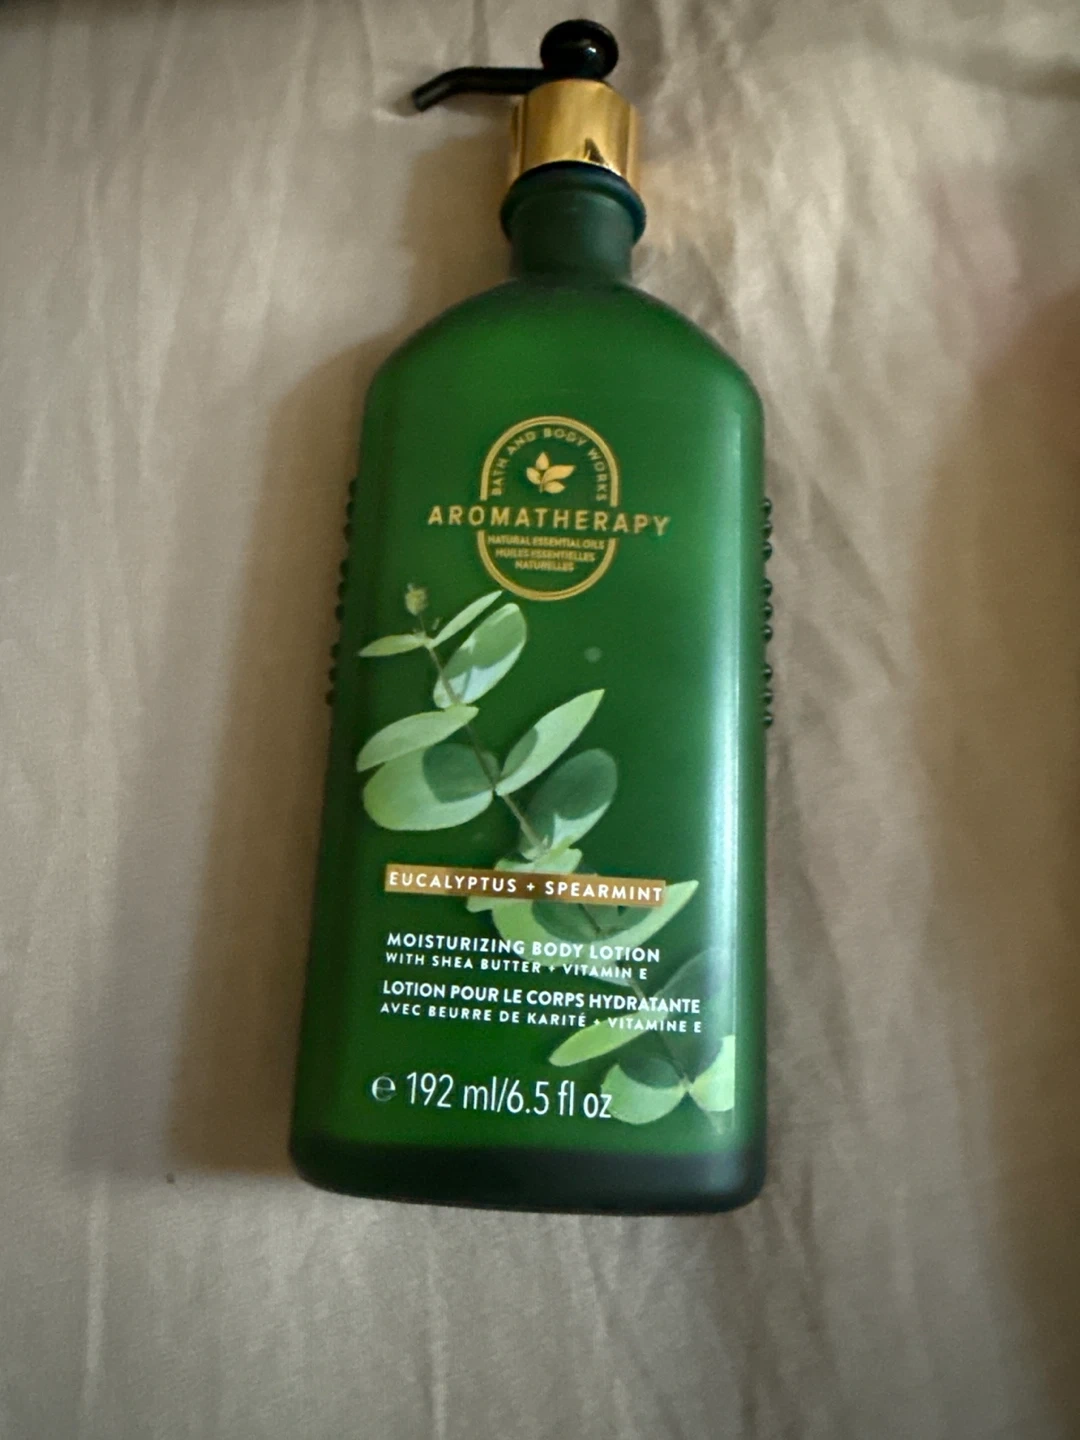 BATH AND BODY WORKS
AROMATHERAPY
NATURAL ESSENTIAL OILS
HUILES ESSENTIELLES
NATURELLES
EUCALYPTUS + SPEARMINT
MOISTURIZING BODY LOTION
WITH SHEA BUTTER + VITAMIN E
LOTION POUR LE CORPS HYDRATANTE
AVEC BEURRE DE KARITÉ + VITAMINE E
℮ 192 ml/6.5 fl oz